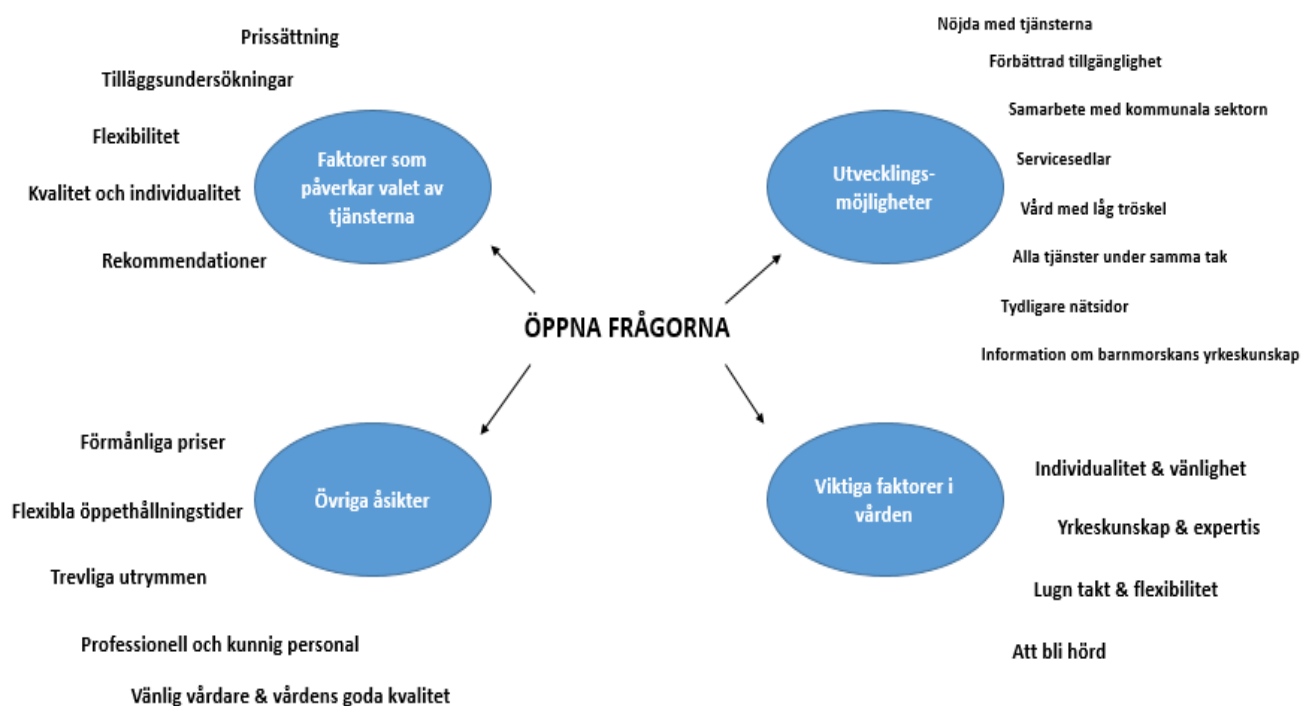 Prissättning
Tilläggsundersökningar
Flexibilitet
Kvalitet och individualitet
Rekommendationer
Faktorer som
påverkar valet av
tjänsterna
Nöjda med tjänsterna
Förbättrad tillgänglighet
Samarbete med kommunala sektorn
Servicesedlar
Vård med låg tröskel
Alla tjänster under samma tak
Tydligare nätsidor
Information om barnmorskans yrkeskunskap
Utvecklings-
möjligheter
ÖPPNA FRÅGORNA
Förmånliga priser
Flexibla öppethållningstider
Trevliga utrymmen
Professionell och kunnig personal
Vänlig vårdare & vårdens goda kvalitet
Övriga åsikter
Viktiga faktorer i
vården
Individualitet & vänlighet
Yrkeskunskap & expertis
Lugn takt & flexibilitet
Att bli hörd